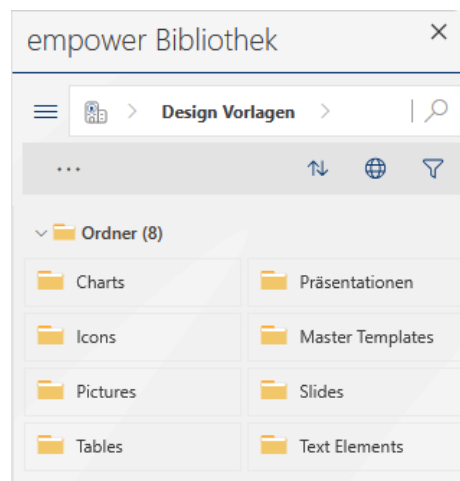 empower Bibliothek
Design Vorlagen
Ordner (8)
Charts
Präsentationen
Icons
Master Templates
Pictures
Slides
Tables
Text Elements